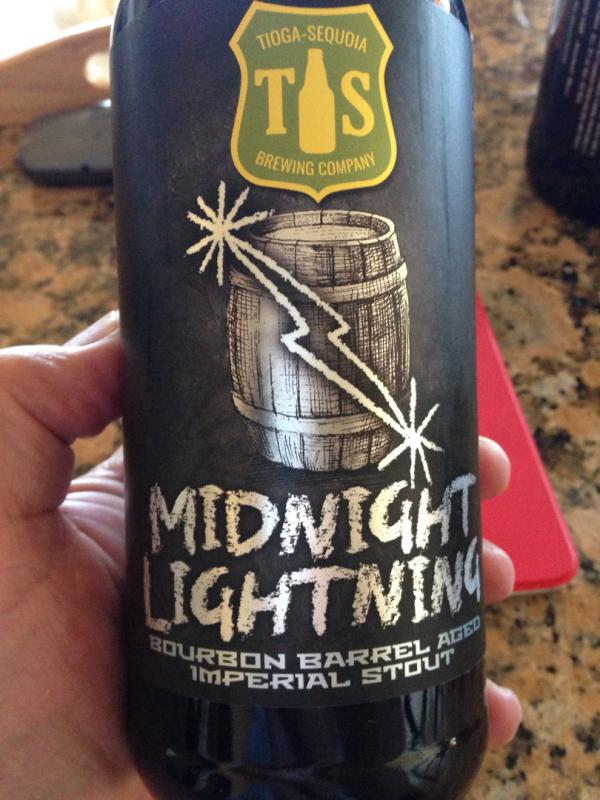 TIOGA-SEQUOIA
T S
BREWING COMPANY
MIDNIGHT
LIGHTNING
BOURBON BARREL AGED
IMPERIAL STOUT